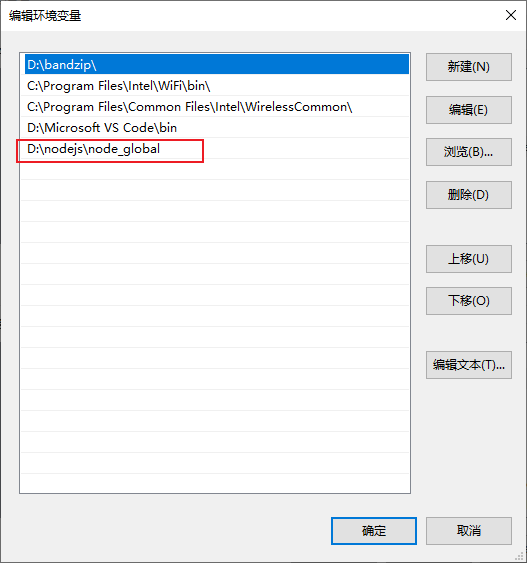 编辑环境变量
D:\bandzip\
C:\Program Files\Intel\WiFi\bin\
C:\Program Files\Common Files\Intel\WirelessCommon\
D:\Microsoft VS Code\bin
D:\nodejs\node_global
新建(N)
编辑(E)
浏览(B)...
删除(D)
上移(U)
下移(O)
编辑文本(T)...
确定
取消